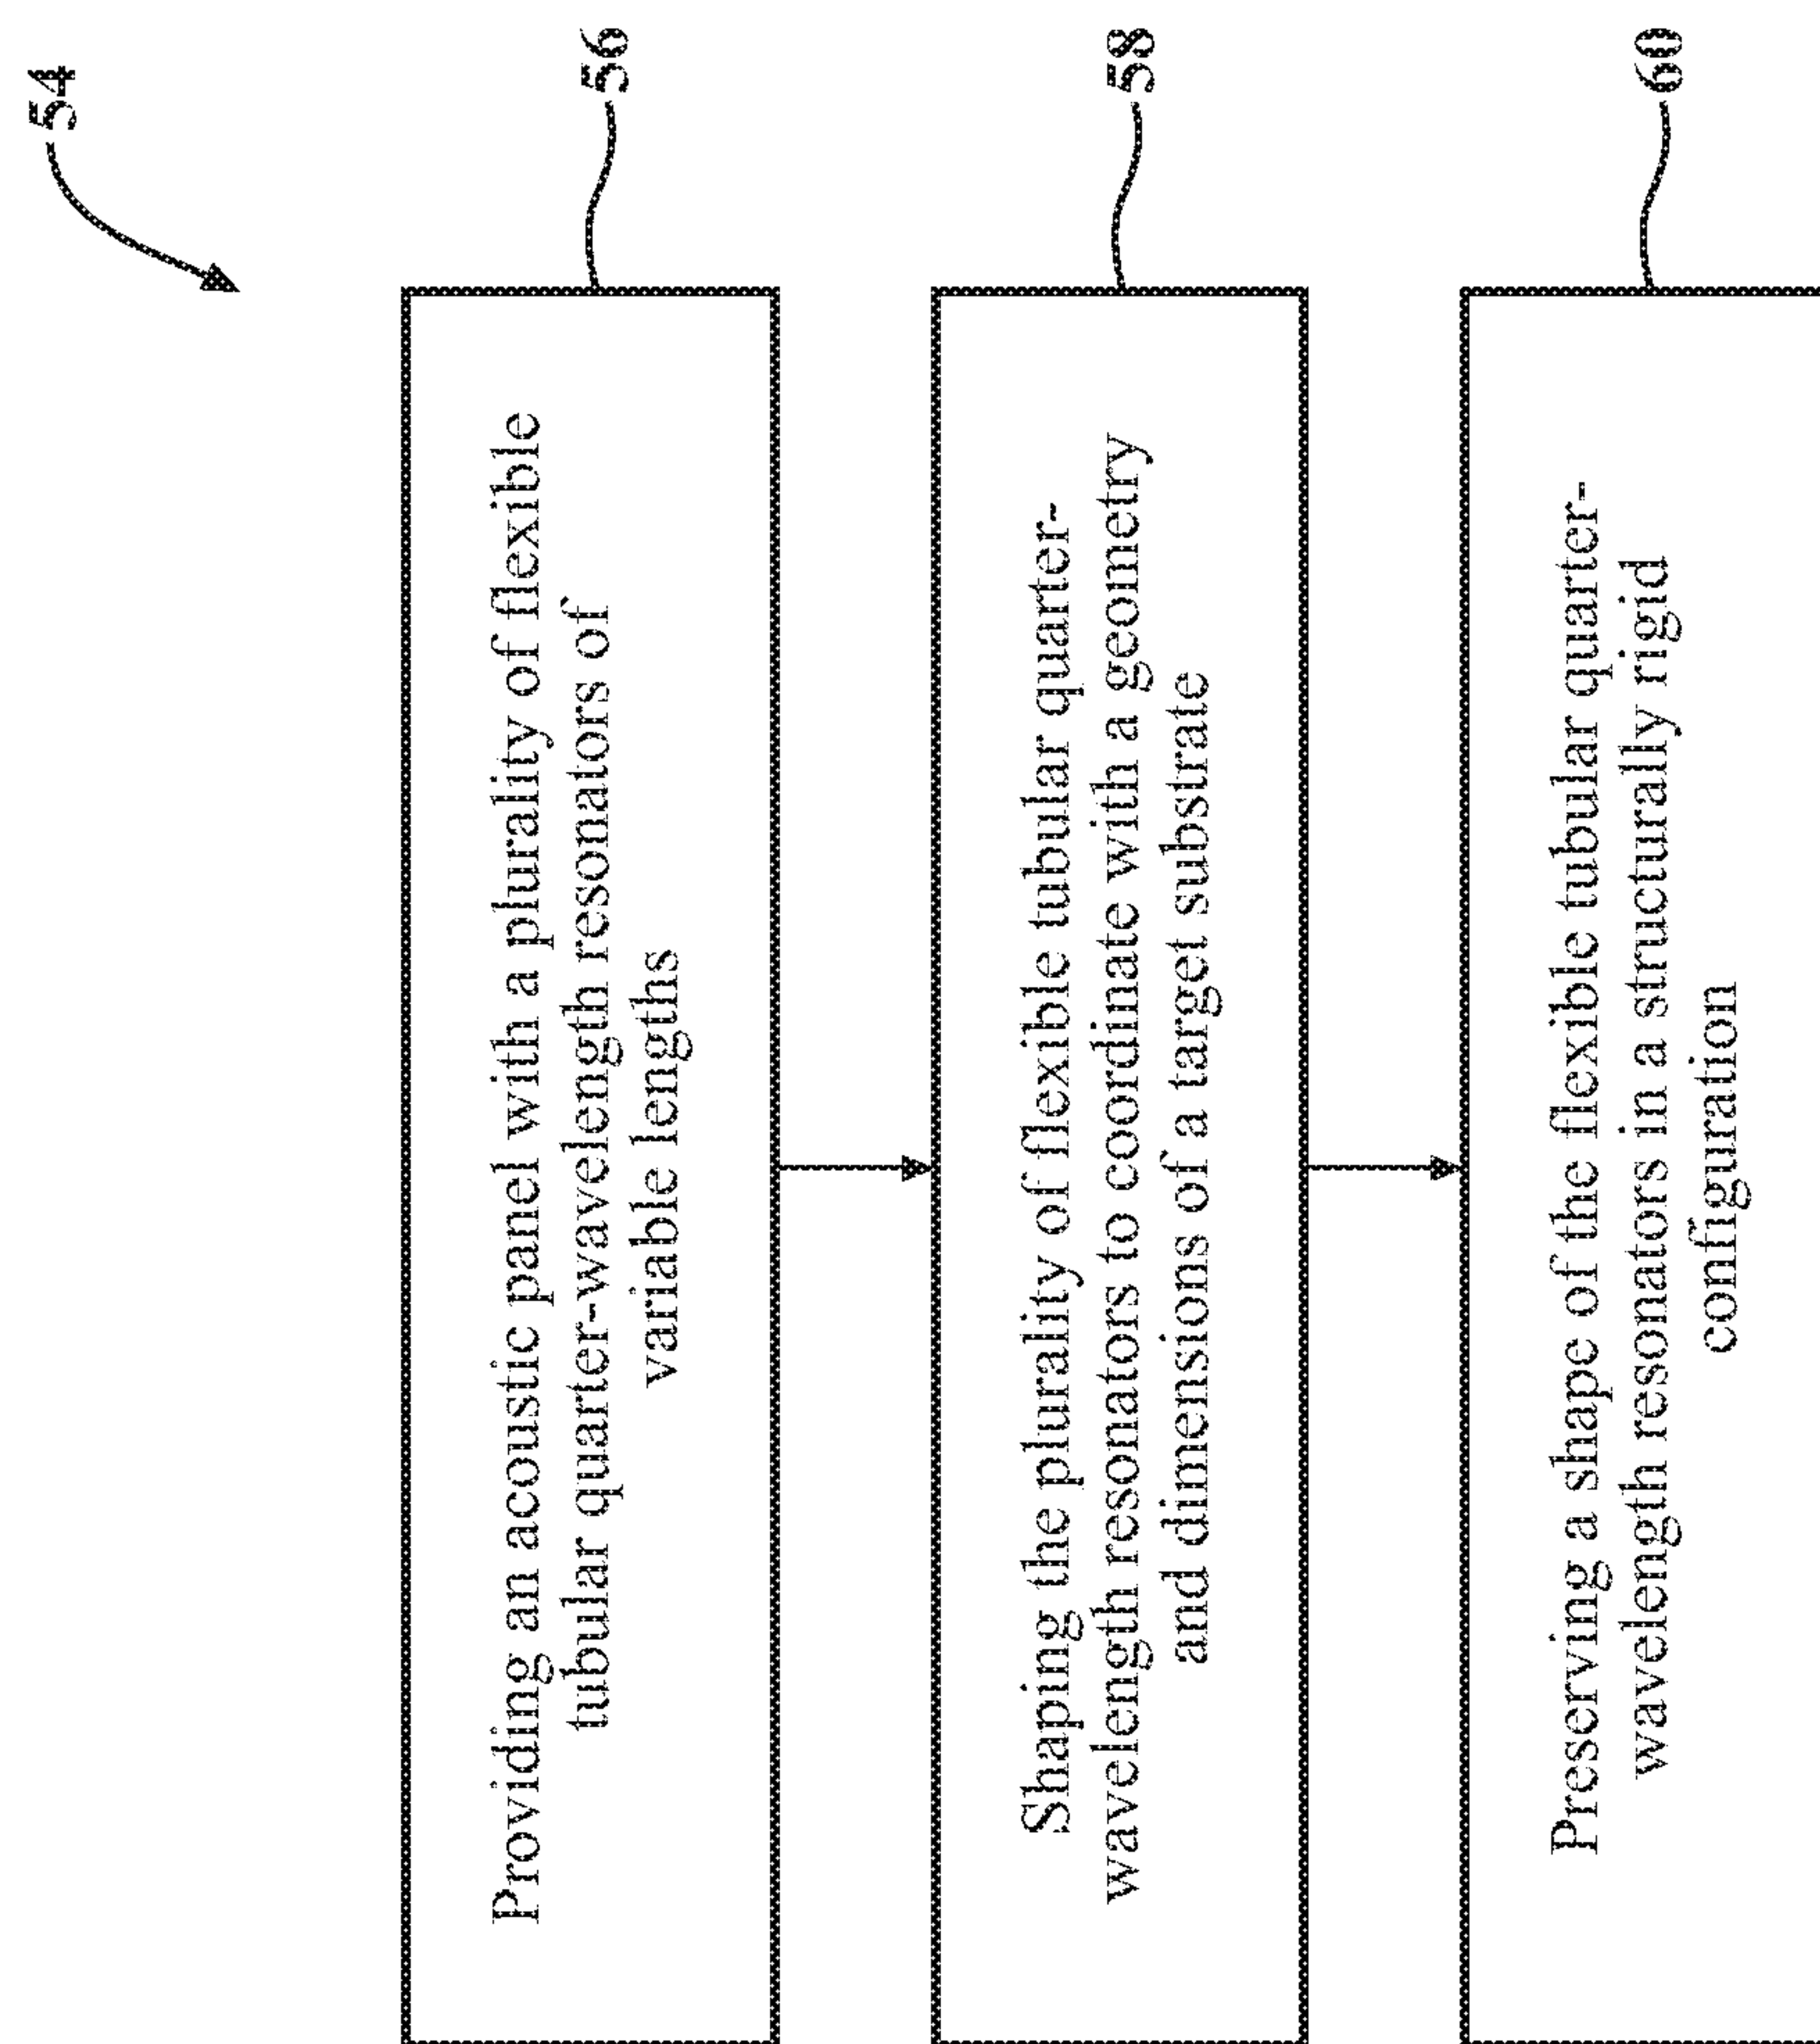 54
Providing an accoustic panel with a plurality of flexible
tubular quarter-wavelength resonators of
variable lengths
56
Shaping the plurality of flexible tubular quarter-
wavelength resonators to coordinate with a geometry
and dimensions of a target substrate
58
Preserving a shape of the flexible tubular quarter-
wavelength resonators in a structurally rigid
configuration
60